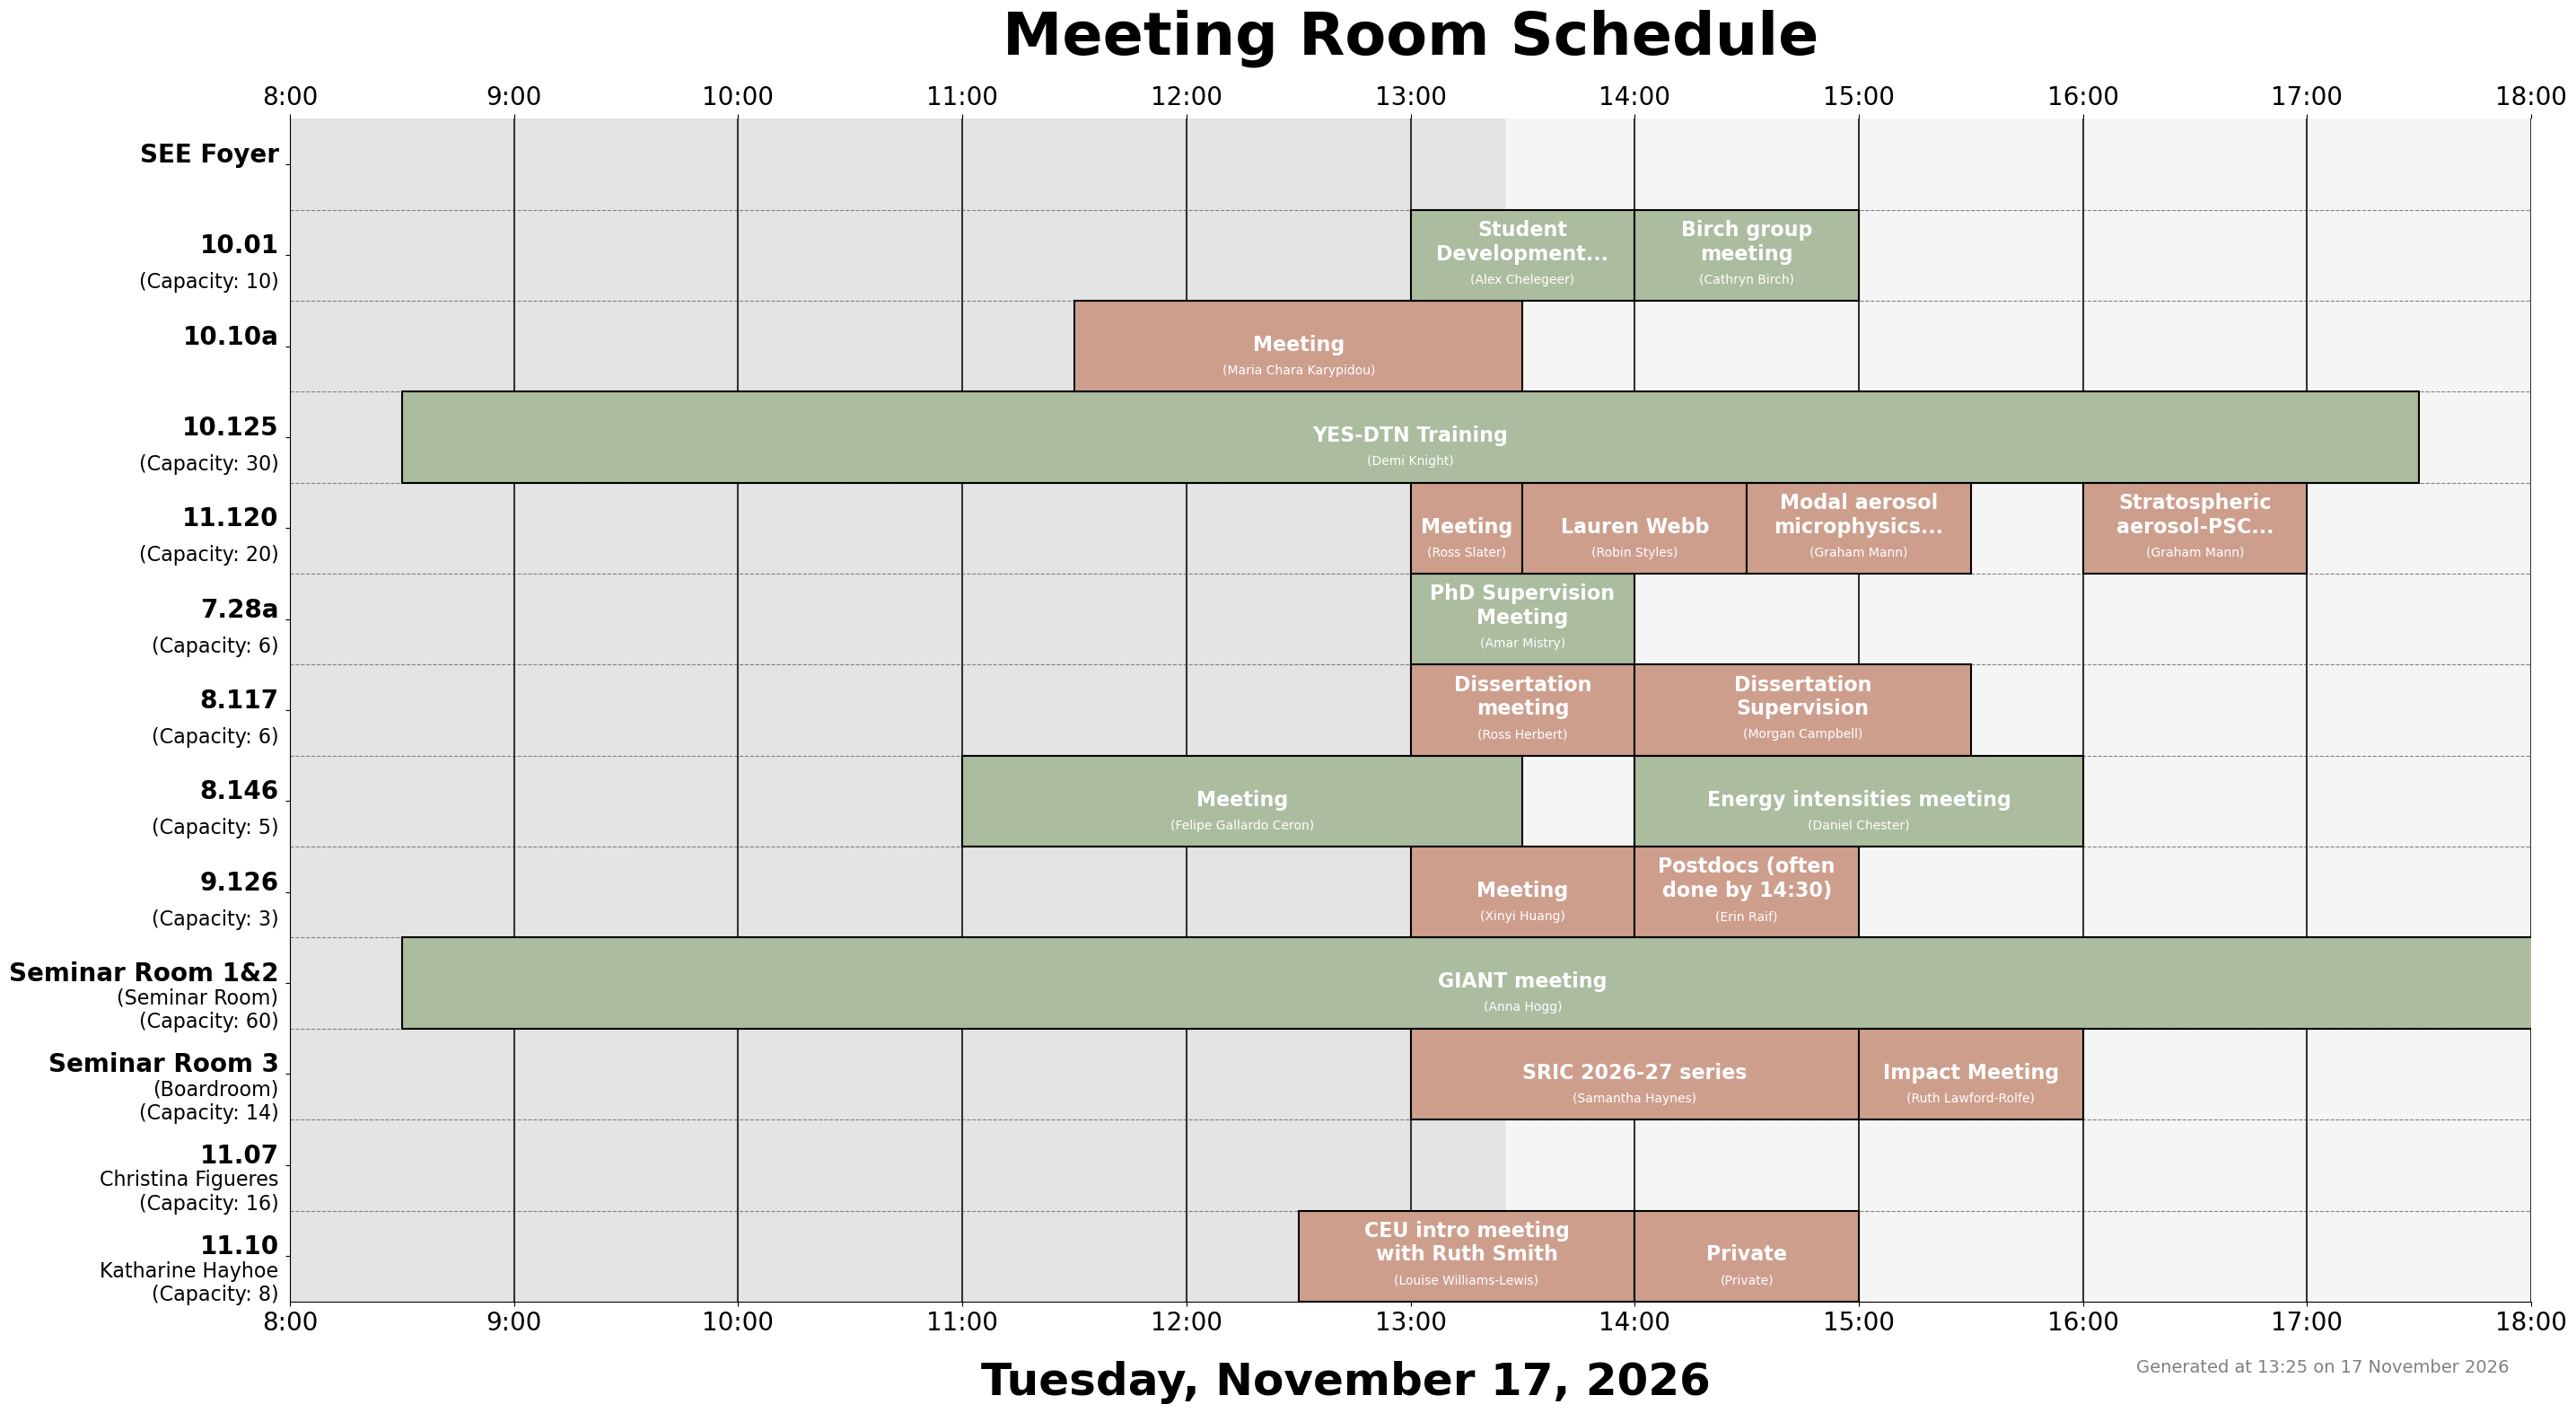 Meeting Room Schedule
8:00 9:00 10:00 11:00 12:00 13:00 14:00 15:00 16:00 17:00 18:00
SEE Foyer
10.01
(Capacity: 10)
Student
Development...
(Alex Chelegeer)
Birch group
meeting
(Cathryn Birch)
10.10a
Meeting
(Maria Chara Karypidou)
10.125
(Capacity: 30)
YES-DTN Training
(Demi Knight)
11.120
(Capacity: 20)
Meeting
(Ross Slater)
Lauren Webb
(Robin Styles)
Modal aerosol
microphysics...
(Graham Mann)
Stratospheric
aerosol-PSC...
(Graham Mann)
7.28a
(Capacity: 6)
PhD Supervision
Meeting
(Amar Mistry)
8.117
(Capacity: 6)
Dissertation
meeting
(Ross Herbert)
Dissertation
Supervision
(Morgan Campbell)
8.146
(Capacity: 5)
Meeting
(Felipe Gallardo Ceron)
Energy intensities meeting
(Daniel Chester)
9.126
(Capacity: 3)
Meeting
(Xinyi Huang)
Postdocs (often
done by 14:30)
(Erin Raif)
Seminar Room 1&2
(Seminar Room)
(Capacity: 60)
GIANT meeting
(Anna Hogg)
Seminar Room 3
(Boardroom)
(Capacity: 14)
SRIC 2026-27 series
(Samantha Haynes)
Impact Meeting
(Ruth Lawford-Rolfe)
11.07
Christina Figueres
(Capacity: 16)
11.10
Katharine Hayhoe
(Capacity: 8)
CEU intro meeting
with Ruth Smith
(Louise Williams-Lewis)
Private
(Private)
8:00 9:00 10:00 11:00 12:00 13:00 14:00 15:00 16:00 17:00 18:00
Tuesday, November 17, 2026
Generated at 13:25 on 17 November 2026